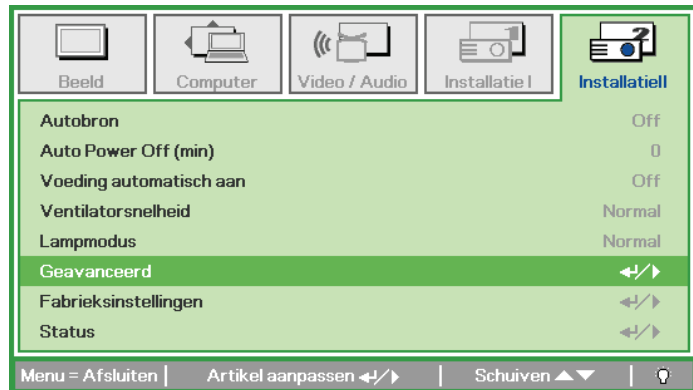 Beeld Computer Video / Audio Installatie I InstallatieII
Autobron Off
Auto Power Off (min) 0
Voeding automatisch aan Off
Ventilatorsnelheid Normal
Lampmodus Normal
Geavanceerd
Fabrieksinstellingen
Status
Menu = Afsluiten | Artikel aanpassen ↵/▶ | Schuiven ▲▼ |